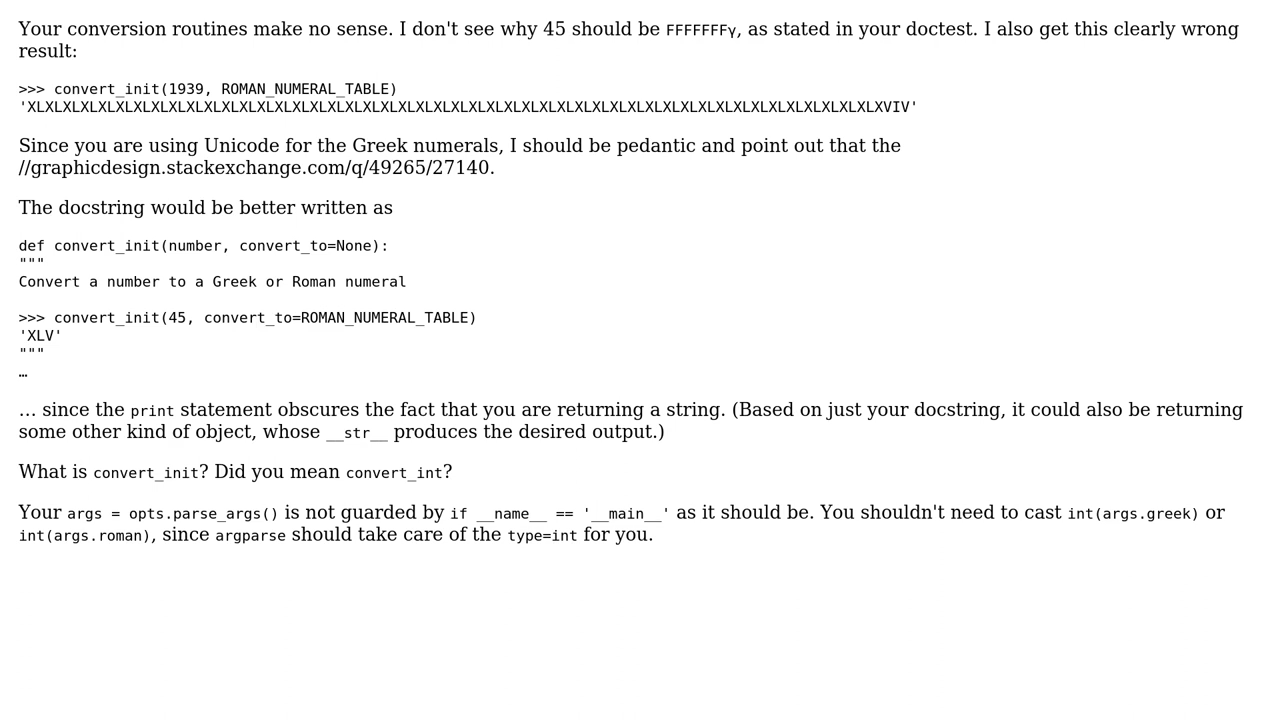 Your conversion routines make no sense. I don't see why 45 should be FFFFFFFγ, as stated in your doctest. I also get this clearly wrong
result:
>>> convert_init(1939, ROMAN_NUMERAL_TABLE)
'XLXLXLXLXLXLXLXLXLXLXLXLXLXLXLXLXLXLXLXLXLXLXLXLXLXLXLXLXLXLXLXLXLXLXLXLXLXLXLXLXLXLXLXLXLXLXLXLVIV'
Since you are using Unicode for the Greek numerals, I should be pedantic and point out that the
//graphicdesign.stackexchange.com/q/49265/27140.
The docstring would be better written as
def convert_init(number, convert_to=None):
"""
Convert a number to a Greek or Roman numeral
>>> convert_init(45, convert_to=ROMAN_NUMERAL_TABLE)
'XLV'
"""
…
… since the print statement obscures the fact that you are returning a string. (Based on just your docstring, it could also be returning
some other kind of object, whose __str__ produces the desired output.)
What is convert_init? Did you mean convert_int?
Your args = opts.parse_args() is not guarded by if __name__ == '__main__' as it should be. You shouldn't need to cast int(args.greek) or
int(args.roman), since argparse should take care of the type=int for you.